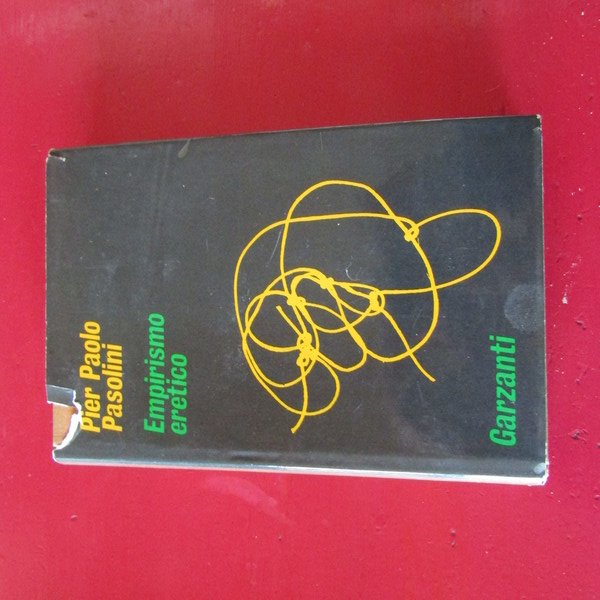 Pier Paolo
Pasolini
Empirismo
eretico
Garzanti